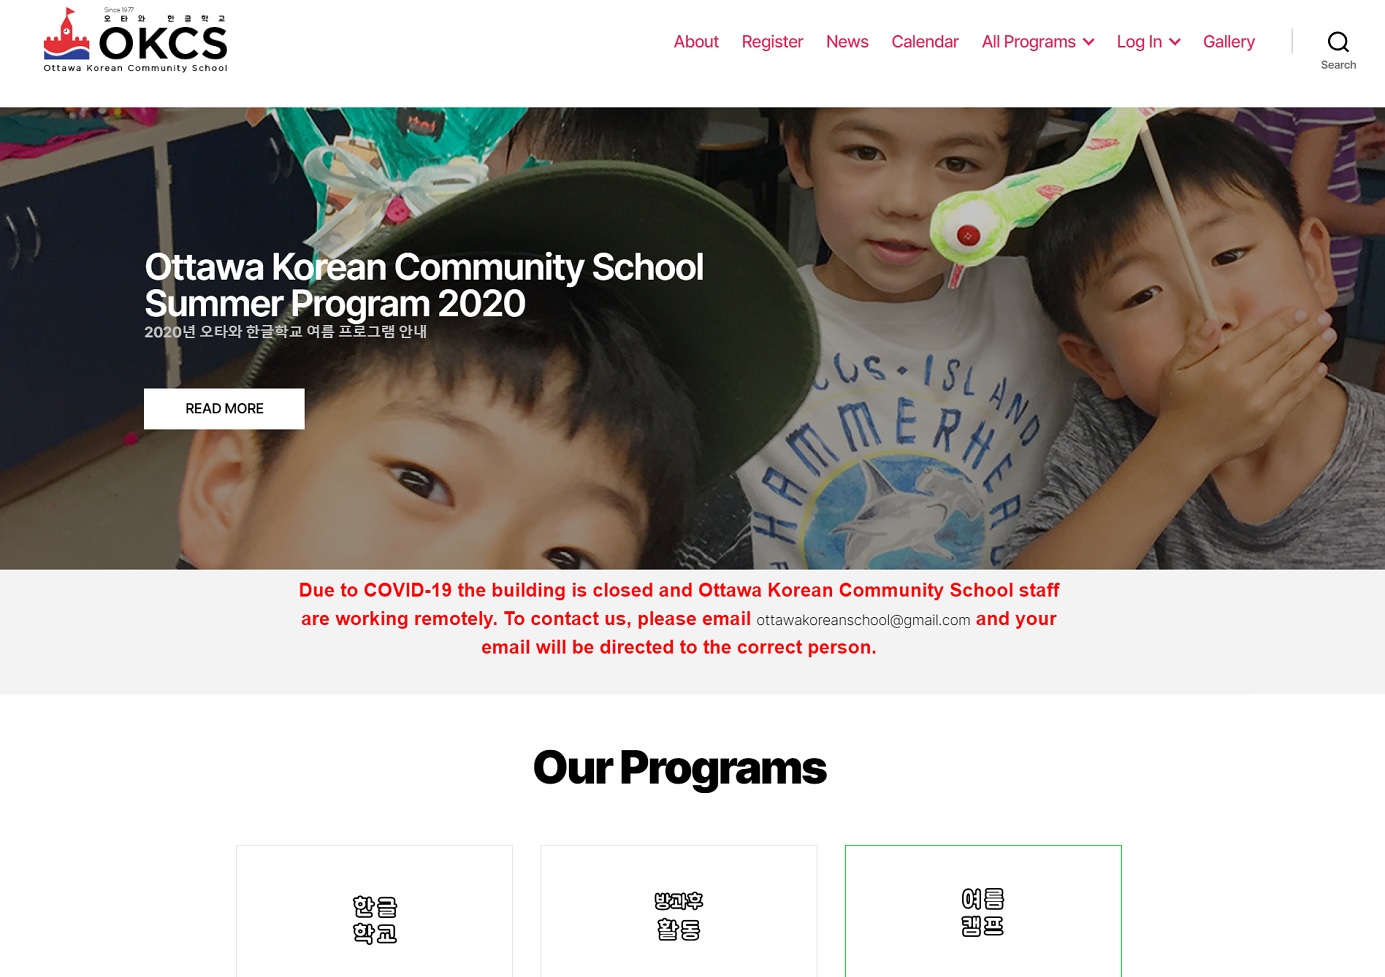 Since 1977
오타와 한글학교
OKCS
Ottawa Korean Community School
About Register News Calendar All Programs Log In Gallery
Search
Ottawa Korean Community School
Summer Program 2020
2020년 오타와 한글학교 여름 프로그램 안내
READ MORE
CUS·ISLAND
HAMMERHEAD
Due to COVID-19 the building is closed and Ottawa Korean Community School staff
are working remotely. To contact us, please email ottawakoreanschool@gmail.com and your
email will be directed to the correct person.
Our Programs
한글
학교
방과후
활동
여름
캠프